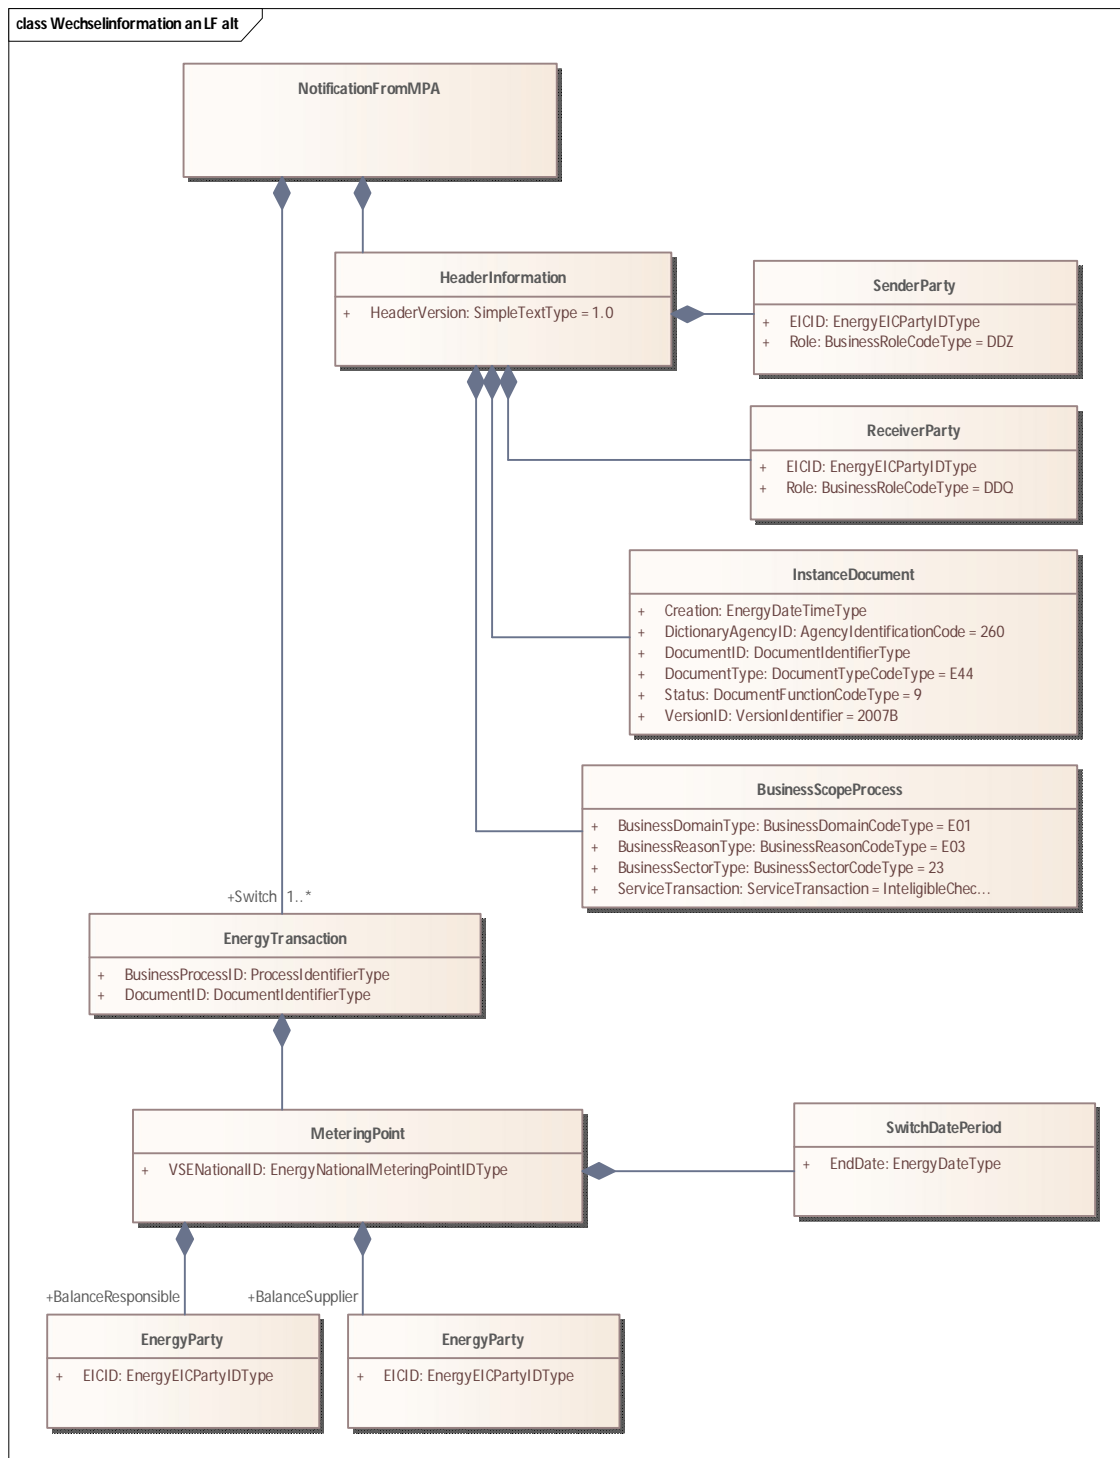 class Wechselinformation an LF alt
NotificationFromMPA
HeaderInformation
+ HeaderVersion: SimpleTextType = 1.0
SenderParty
+ EICID: EnergyEICPartyIDType
+ Role: BusinessRoleCodeType = DDZ
ReceiverParty
+ EICID: EnergyEICPartyIDType
+ Role: BusinessRoleCodeType = DDQ
InstanceDocument
+ Creation: EnergyDateTimeType
+ DictionaryAgencyID: AgencyIdentificationCode = 260
+ DocumentID: DocumentIdentifierType
+ DocumentType: DocumentTypeCodeType = E44
+ Status: DocumentFunctionCodeType = 9
+ VersionID: VersionIdentifier = 2007B
BusinessScopeProcess
+ BusinessDomainType: BusinessDomainCodeType = E01
+ BusinessReasonType: BusinessReasonCodeType = E03
+ BusinessSectorType: BusinessSectorCodeType = 23
+ ServiceTransaction: ServiceTransaction = InteligibleChec...
+Switch 1..*
EnergyTransaction
+ BusinessProcessID: ProcessIdentifierType
+ DocumentID: DocumentIdentifierType
MeteringPoint
+ VSENationalID: EnergyNationalMeteringPointIDType
SwitchDatePeriod
+ EndDate: EnergyDateType
+BalanceResponsible
+BalanceSupplier
EnergyParty
+ EICID: EnergyEICPartyIDType
EnergyParty
+ EICID: EnergyEICPartyIDType